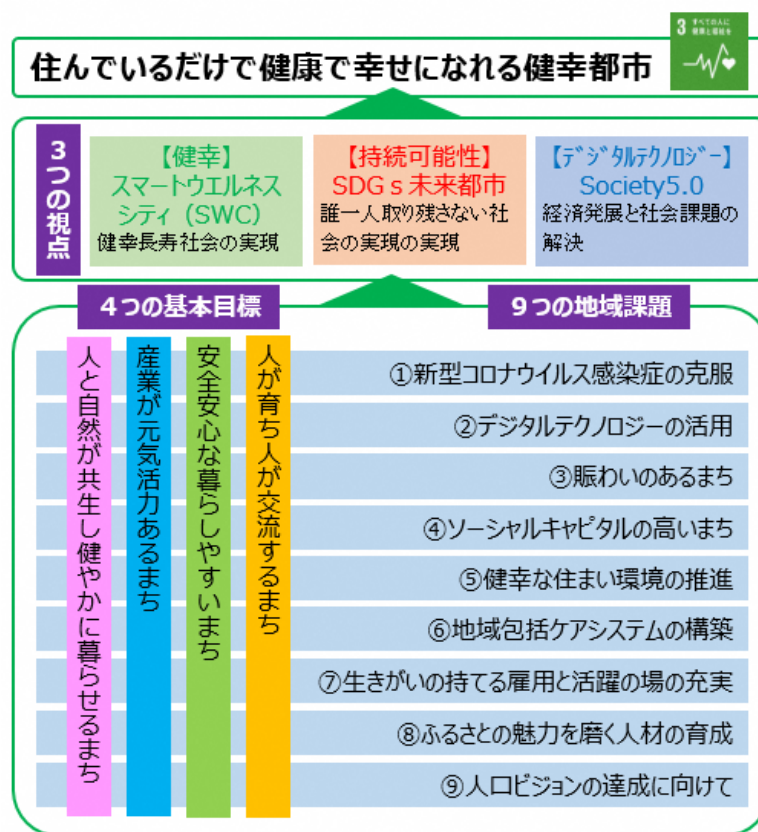 3 すべての人に
健康と福祉を
住んでいるだけで健康で幸せになれる健幸都市
3つの視点
【健幸】
スマートウエルネス
シティ（SWC）
健幸長寿社会の実現
【持続可能性】
SDGｓ未来都市
誰一人取り残さない社
会の実現の実現
【ﾃﾞｼﾞﾀﾙﾃｸﾉﾛｼﾞｰ】
Society5.0
経済発展と社会課題の
解決
４つの基本目標
９つの地域課題
人と自然が共生し健やかに暮らせるまち
産業が元気活力あるまち
安全安心な暮らしやすいまち
人が育ち人が交流するまち
①新型コロナウイルス感染症の克服
②デジタルテクノロジーの活用
③賑わいのあるまち
④ソーシャルキャピタルの高いまち
⑤健幸な住まい環境の推進
⑥地域包括ケアシステムの構築
⑦生きがいの持てる雇用と活躍の場の充実
⑧ふるさとの魅力を磨く人材の育成
⑨人口ビジョンの達成に向けて